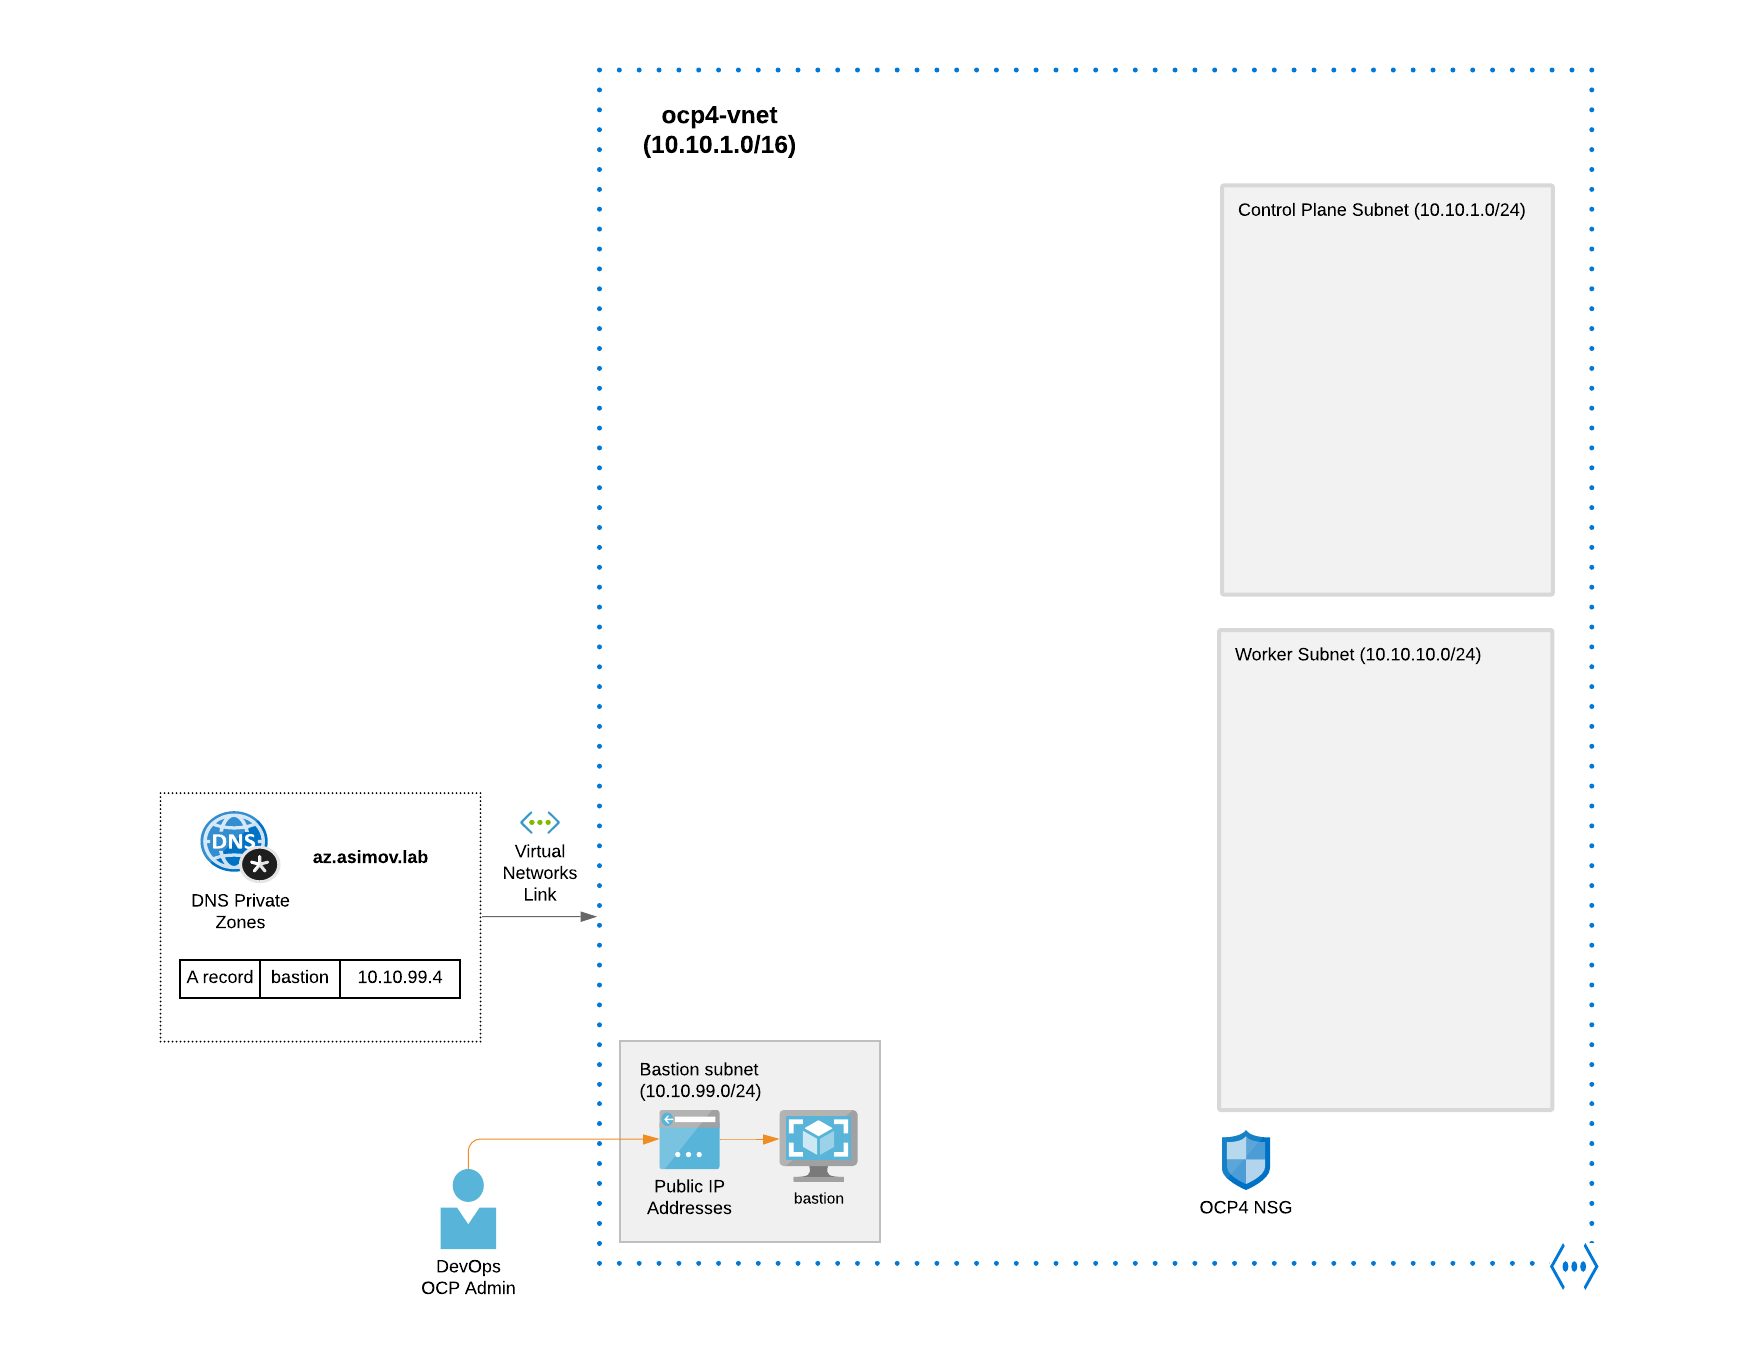 ocp4-vnet
(10.10.1.0/16)
Control Plane Subnet (10.10.1.0/24)
Worker Subnet (10.10.10.0/24)
DNS
az.asimov.lab
DNS Private
Zones
A record bastion 10.10.99.4
Virtual
Networks
Link
Bastion subnet
(10.10.99.0/24)
Public IP
Addresses
bastion
OCP4 NSG
DevOps
OCP Admin